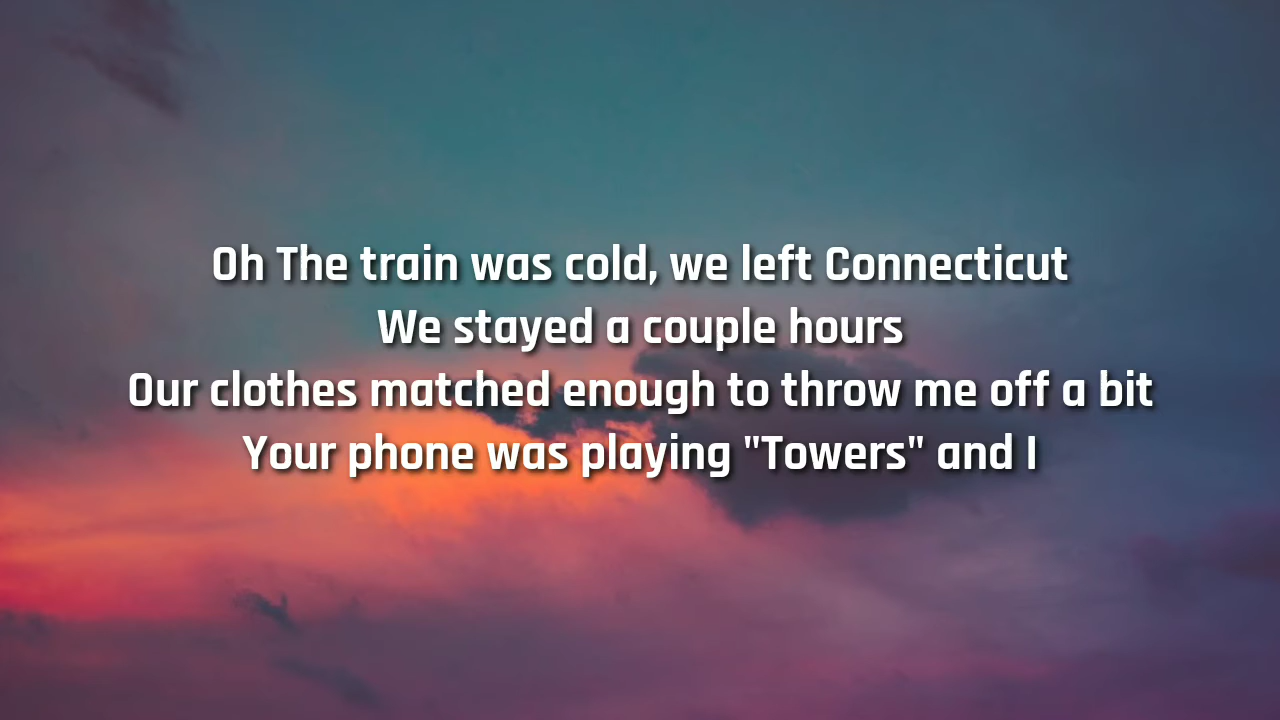 Oh The train was cold, we left Connecticut
We stayed a couple hours
Our clothes matched enough to throw me off a bit
Your phone was playing "Towers" and I